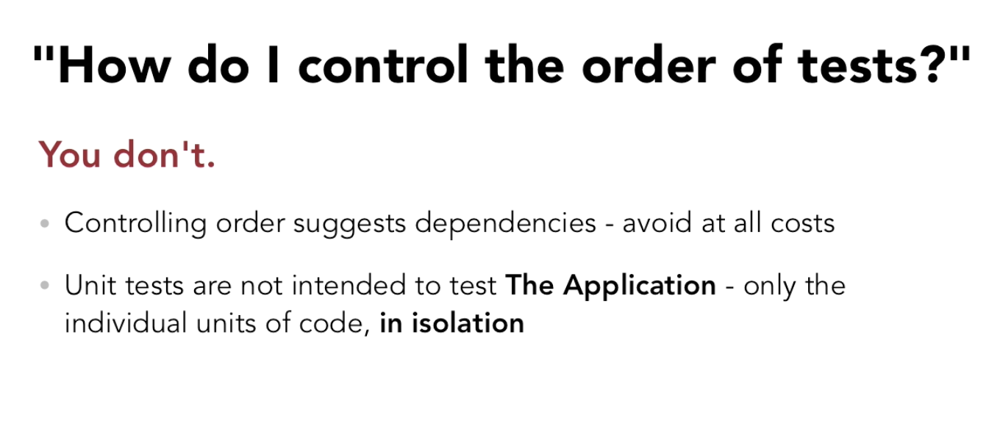 "How do I control the order of tests?"
You don't.
• Controlling order suggests dependencies - avoid at all costs
• Unit tests are not intended to test The Application - only the
individual units of code, in isolation